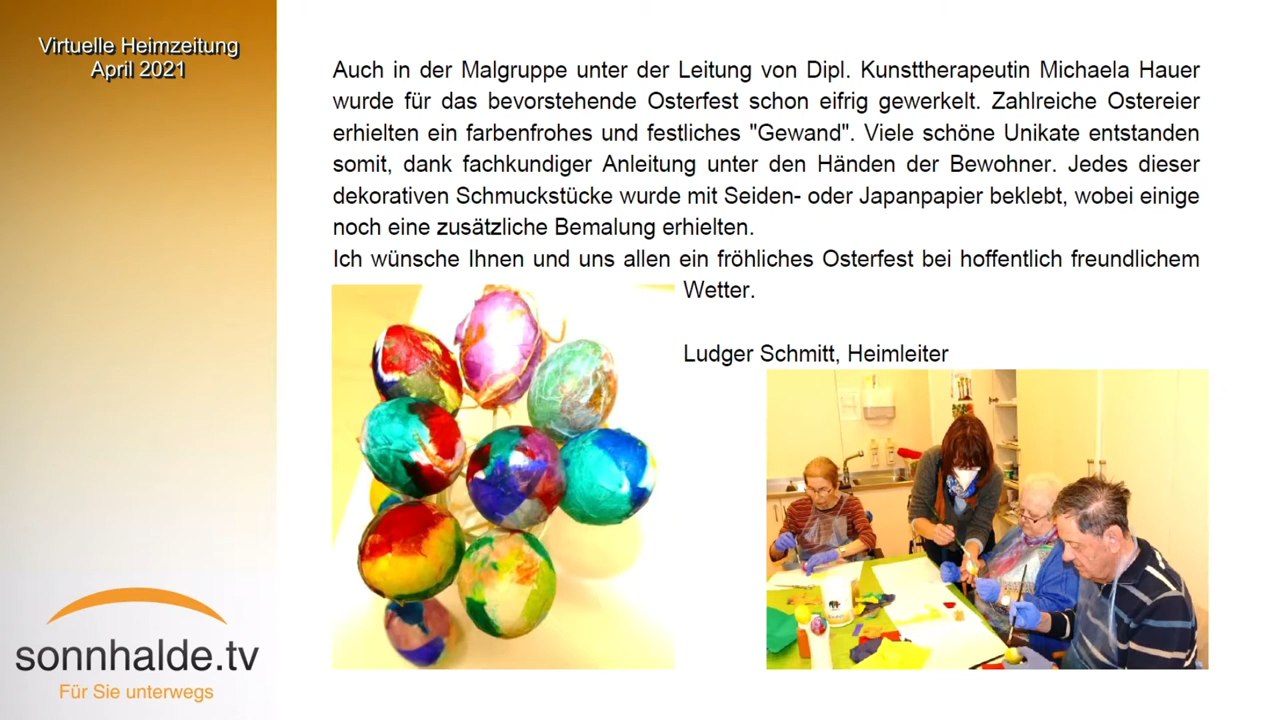 Virtuelle Heimzeitung
April 2021
Auch in der Malgruppe unter der Leitung von Dipl. Kunsttherapeutin Michaela Hauer
wurde für das bevorstehende Osterfest schon eifrig gewerkelt. Zahlreiche Ostereier
erhielten ein farbenfrohes und festliches "Gewand". Viele schöne Unikate entstanden
somit, dank fachkundiger Anleitung unter den Händen der Bewohner. Jedes dieser
dekorativen Schmuckstücke wurde mit Seiden- oder Japanpapier beklebt, wobei einige
noch eine zusätzliche Bemalung erhielten.
Ich wünsche Ihnen und uns allen ein fröhliches Osterfest bei hoffentlich freundlichem
Wetter.
Ludger Schmitt, Heimleiter
sonnhalde.tv
Für Sie unterwegs